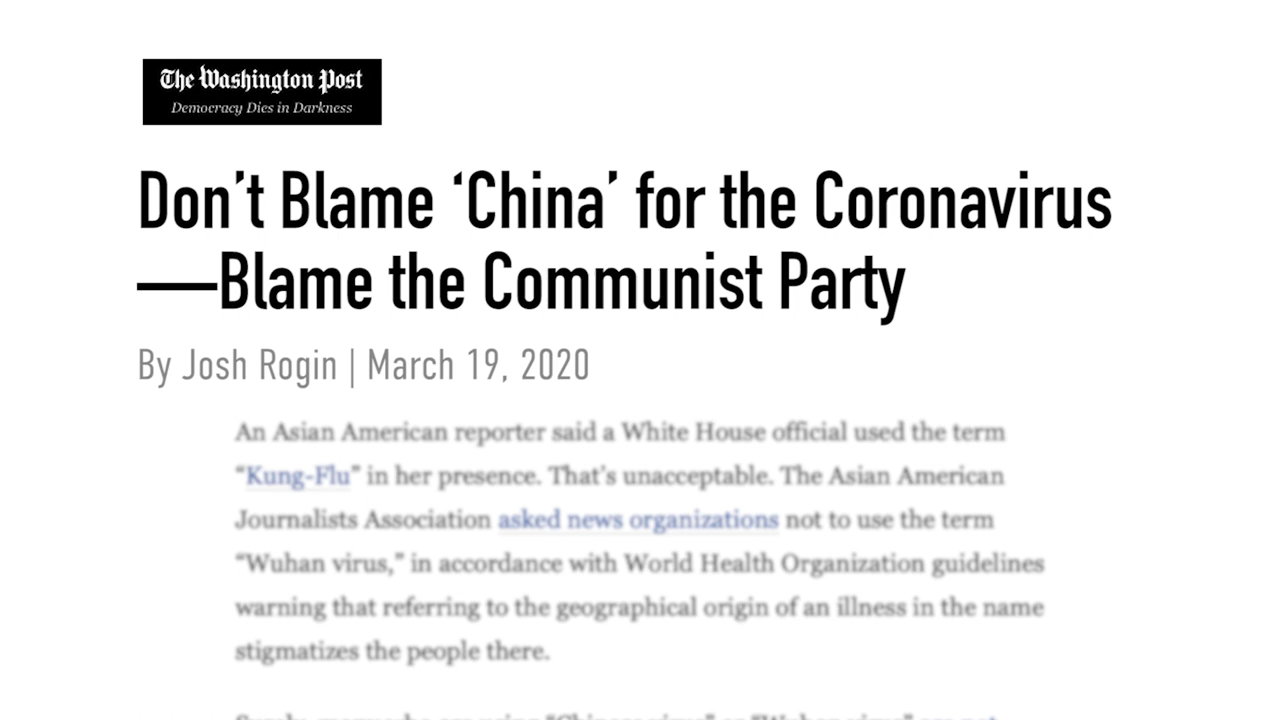 The Washington Post
Democracy Dies in Darkness
Don’t Blame ‘China’ for the Coronavirus
—Blame the Communist Party
By Josh Rogin | March 19, 2020
An Asian American reporter said a White House official used the term
“Kung-Flu” in her presence. That’s unacceptable. The Asian American
Journalists Association asked news organizations not to use the term
“Wuhan virus,” in accordance with World Health Organization guidelines
warning that referring to the geographical origin of an illness in the name
stigmatizes the people there.